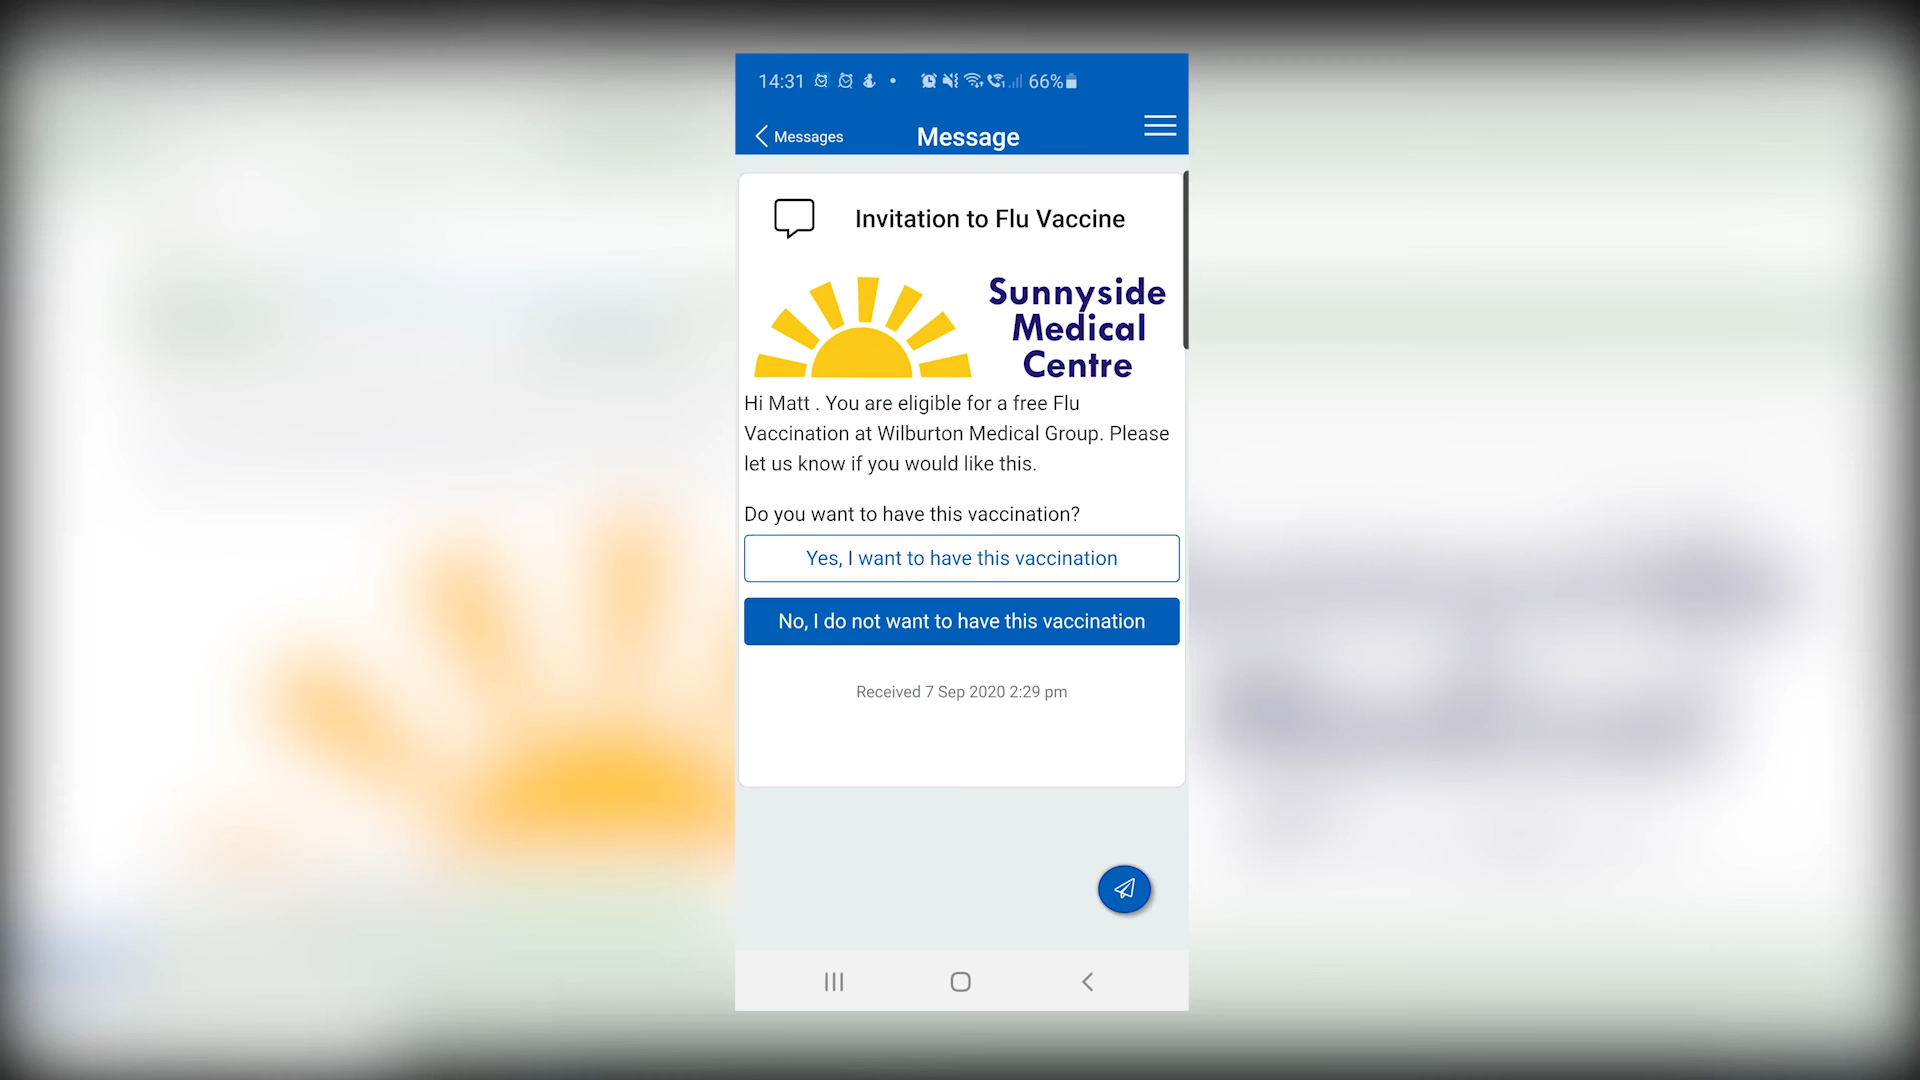 14:31 66%
Messages
Message
Invitation to Flu Vaccine
Sunnyside
Medical
Centre
Hi Matt . You are eligible for a free Flu
Vaccination at Wilburton Medical Group. Please
let us know if you would like this.
Do you want to have this vaccination?
Yes, I want to have this vaccination
No, I do not want to have this vaccination
Received 7 Sep 2020 2:29 pm